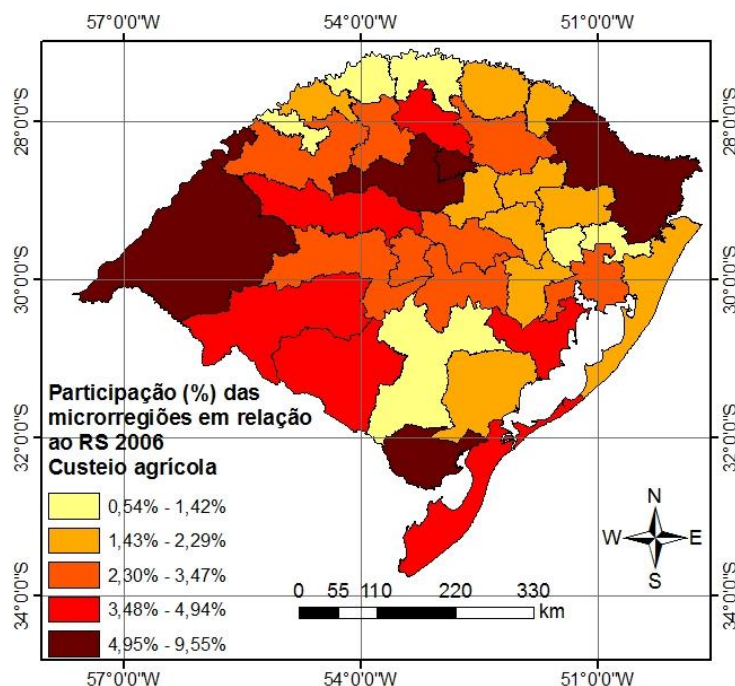 57°0'0"W 54°0'0"W 51°0'0"W
28°0'0"S 28°0'0"S
30°0'0"S 30°0'0"S
Participação (%) das
microrregiões em relação
ao RS 2006
Custeio agrícola
32°0'0"S 32°0'0"S
0,54% - 1,42%
1,43% - 2,29%
2,30% - 3,47%
3,48% - 4,94%
4,95% - 9,55%
N
W E
S
0 55 110 220 330
km
34°0'0"S 34°0'0"S
57°0'0"W 54°0'0"W 51°0'0"W